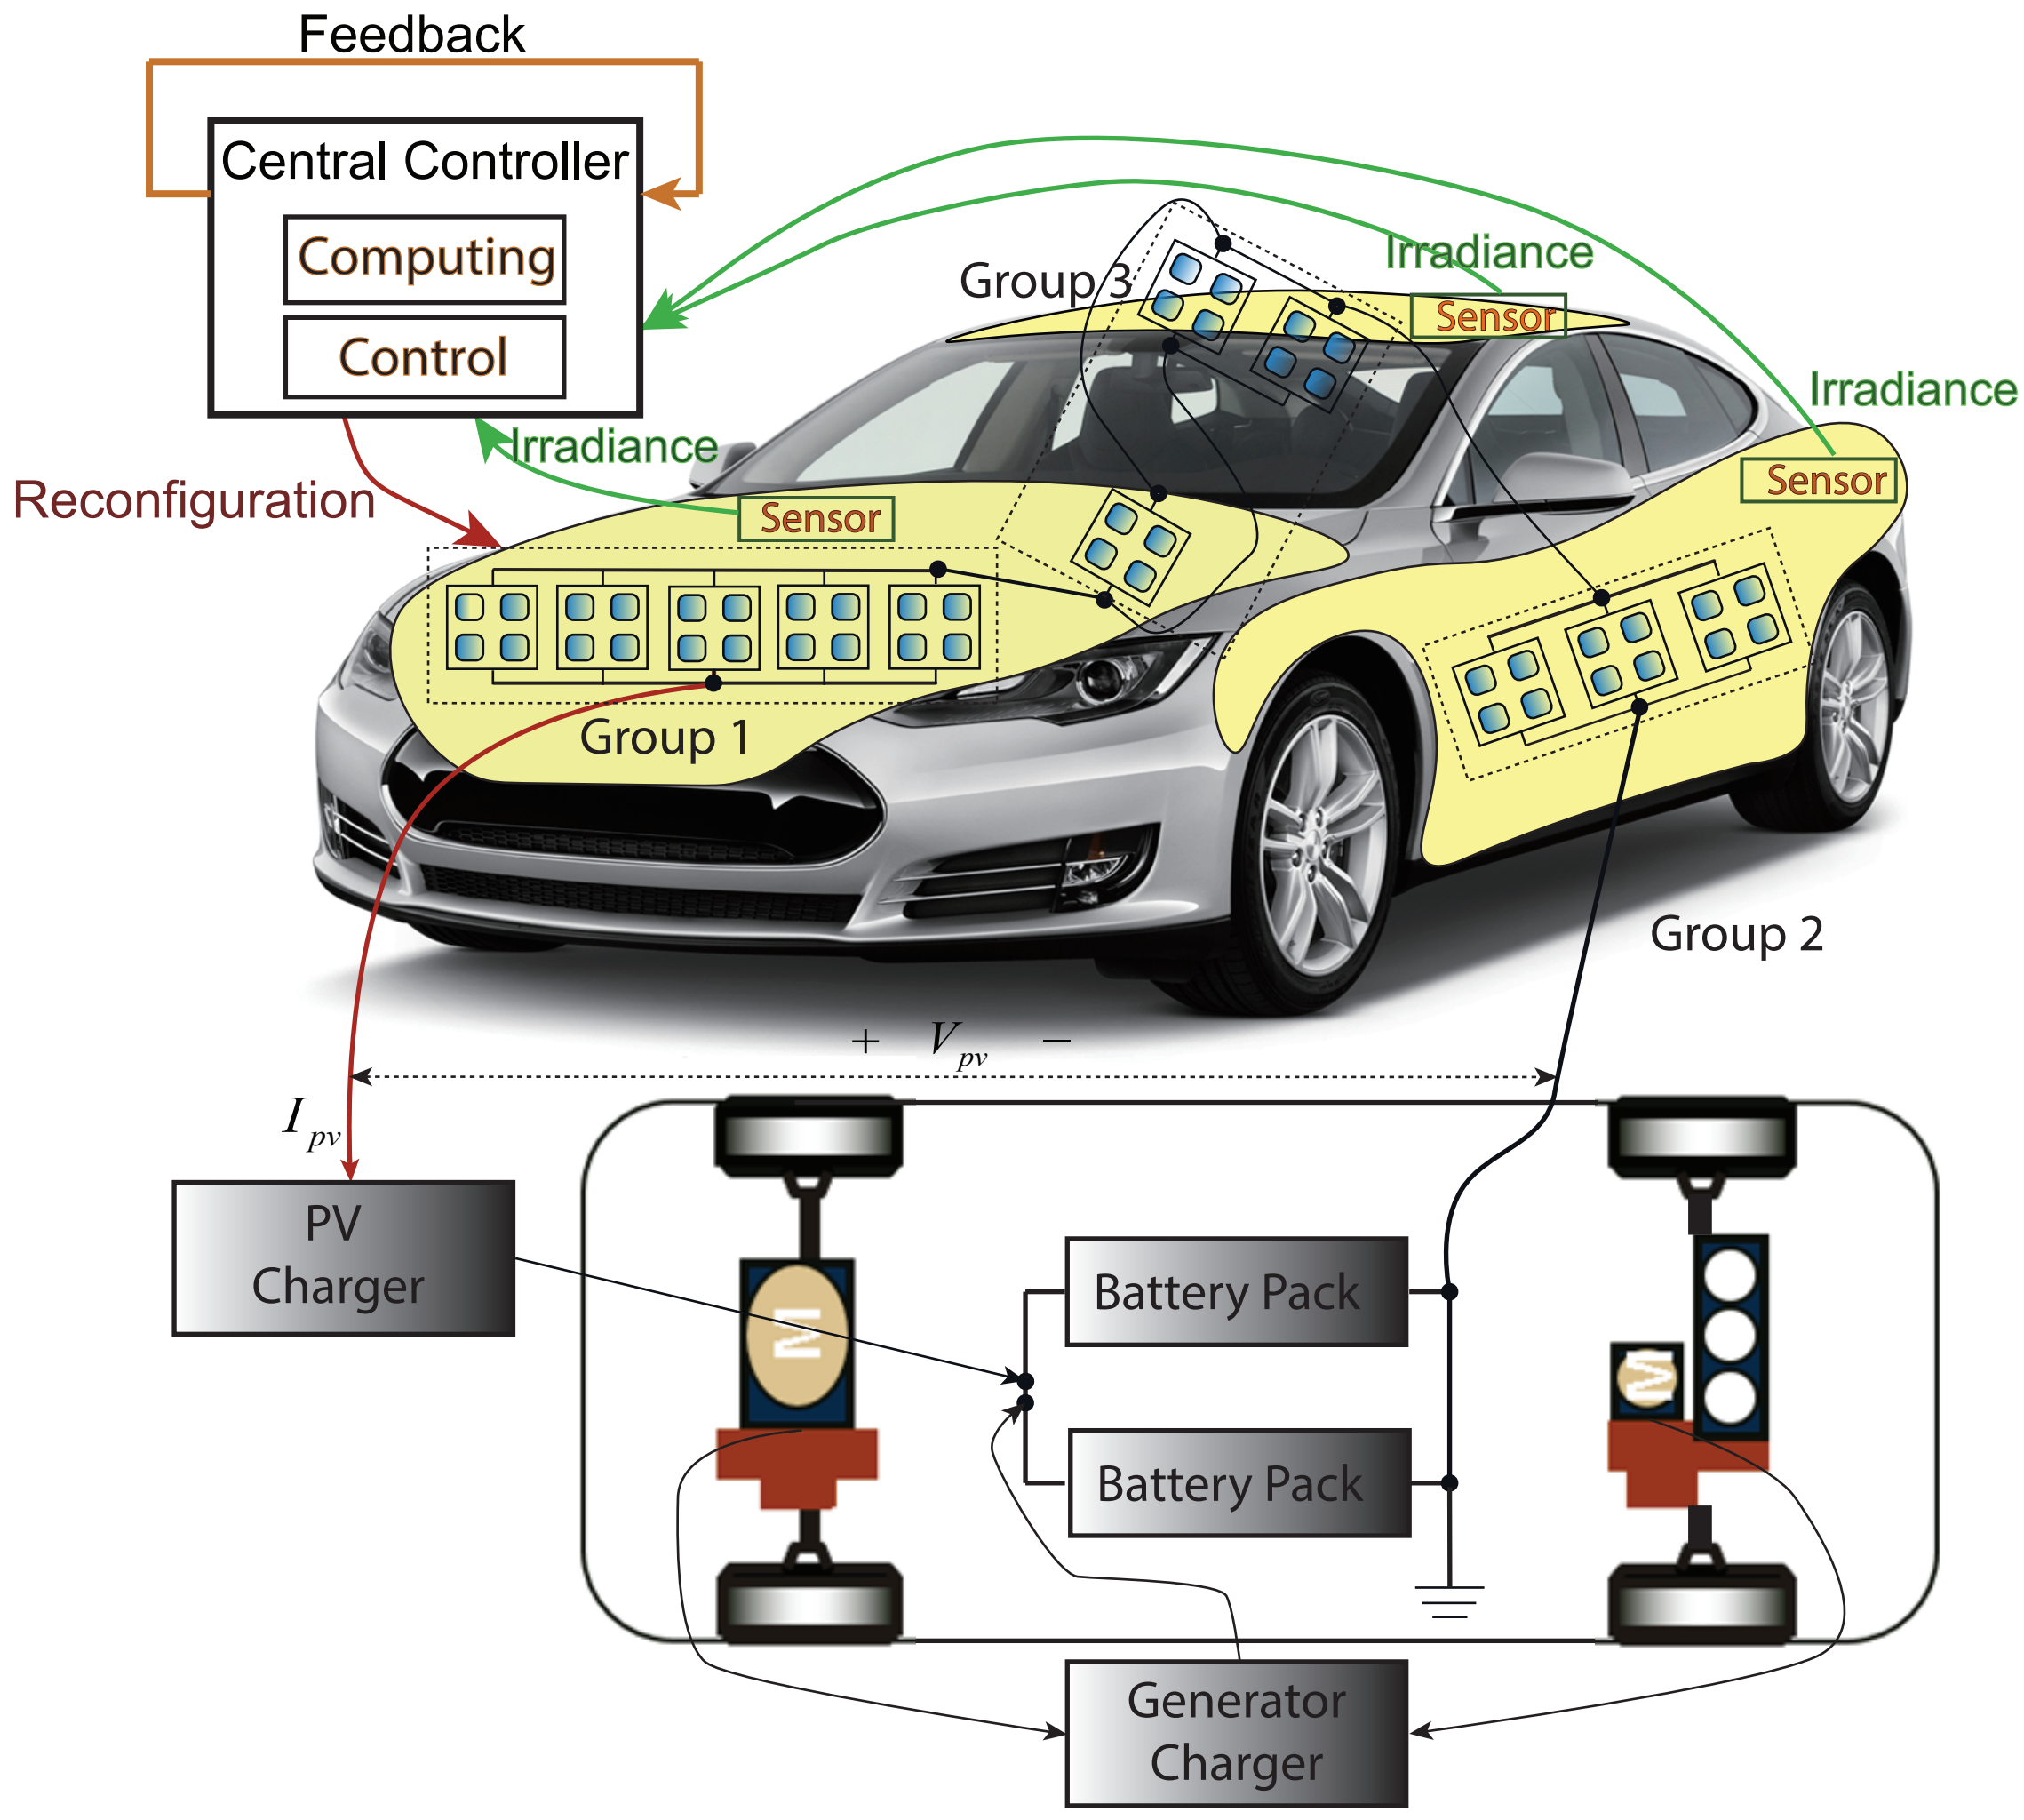 Feedback
Central Controller
Computing
Control
Irradiance
Group 3
Sensor
Irradiance
Irradiance
Sensor
Reconfiguration
Sensor
Group 1
Group 2
+ Vpv −
Ipv
PV
Charger
M
Battery Pack
M
Battery Pack
Generator
Charger